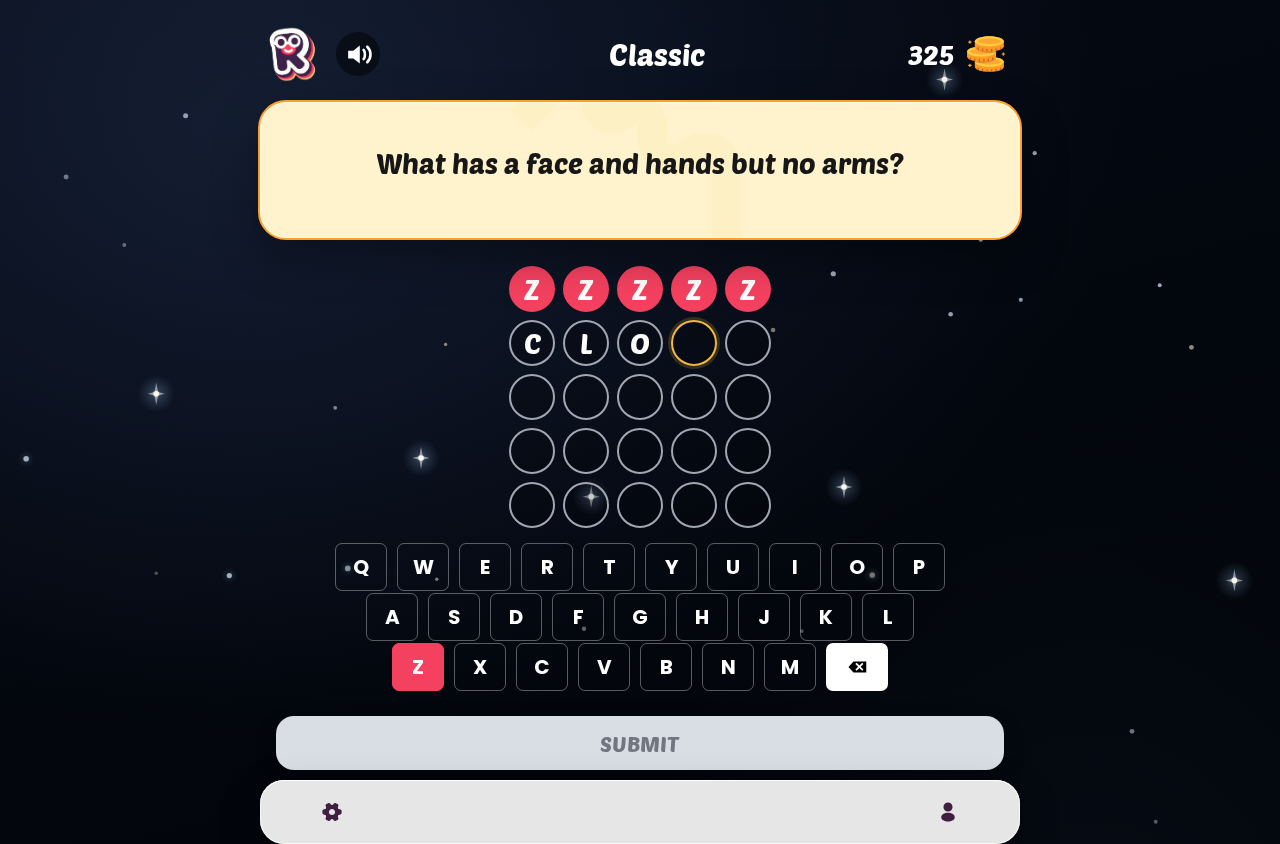 R
Classic
325
What has a face and hands but no arms?
Z Z Z Z Z
C L O
Q W E R T Y U I O P
A S D F G H J K L
Z X C V B N M
SUBMIT